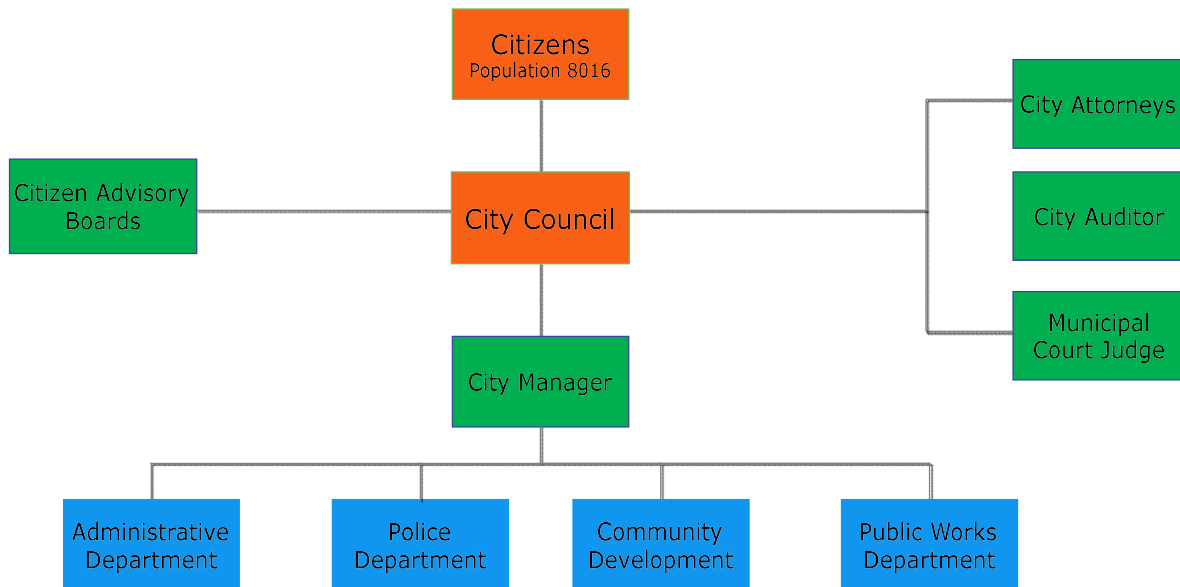 Citizens
Population 8016
City Attorneys
Citizen Advisory
Boards
City Council
City Auditor
Municipal
Court Judge
City Manager
Administrative
Department
Police
Department
Community
Development
Public Works
Department